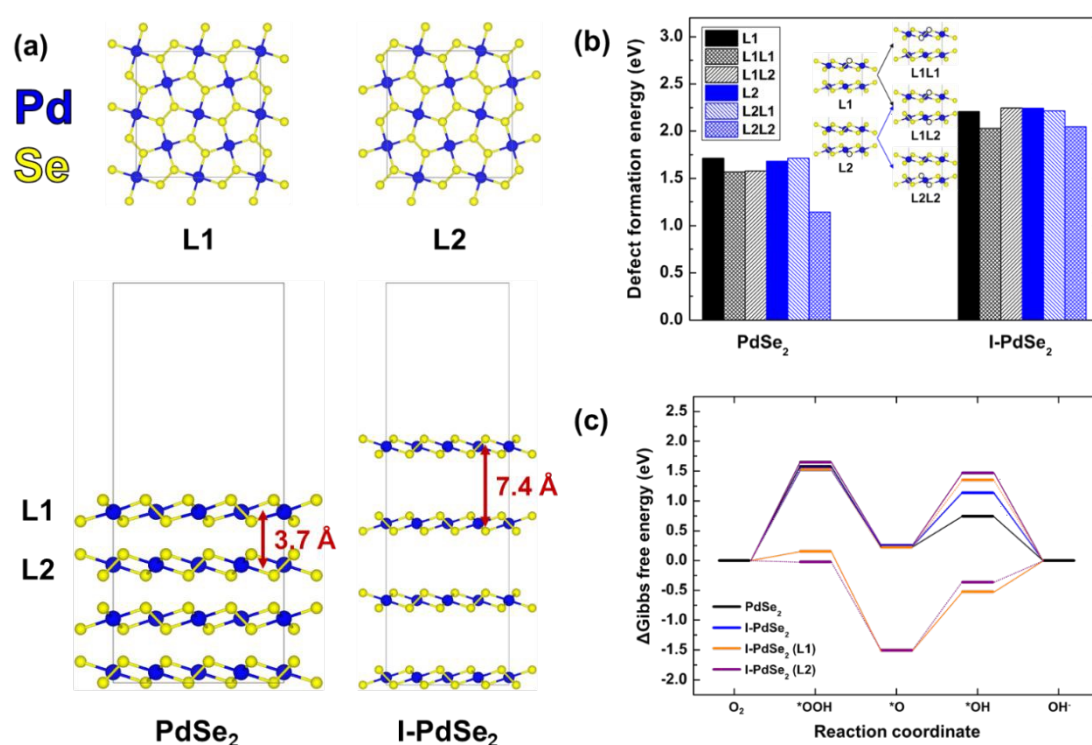 (a)
Pd
Se
L1
L2
L1
L2
3.7 Å
7.4 Å
PdSe₂
I-PdSe₂
(b)
Defect formation energy (eV)
3.0
2.5
2.0
1.5
1.0
0.5
0.0
L1
L1L1
L1L2
L2
L2L1
L2L2
L1
L2
L1L1
L1L2
L2L2
PdSe₂
I-PdSe₂
(c)
ΔGibbs free energy (eV)
2.5
2.0
1.5
1.0
0.5
0.0
-0.5
-1.0
-1.5
-2.0
PdSe₂
I-PdSe₂
I-PdSe₂ (L1)
I-PdSe₂ (L2)
O₂
*OOH
*O
*OH
OH⁻
Reaction coordinate